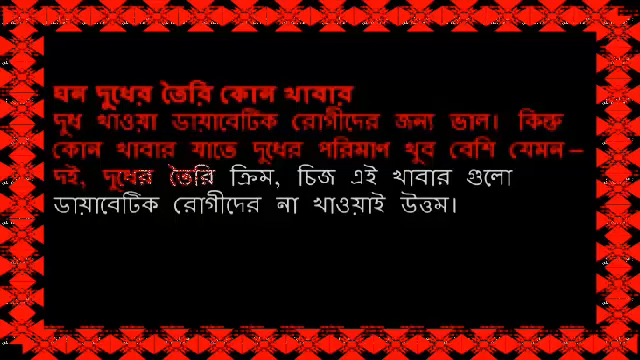 ঘন দুধের তৈরি কোন খাবার
দুধ খাওয়া ডায়াবেটিক রোগীদের জন্য ভাল। কিন্তু
কোন খাবার যাতে দুধের পরিমাণ খুব বেশি যেমন –
দই, দুধের তৈরি ক্রিম, চিজ এই খাবার গুলো
ডায়াবেটিক রোগীদের না খাওয়াই উত্তম।